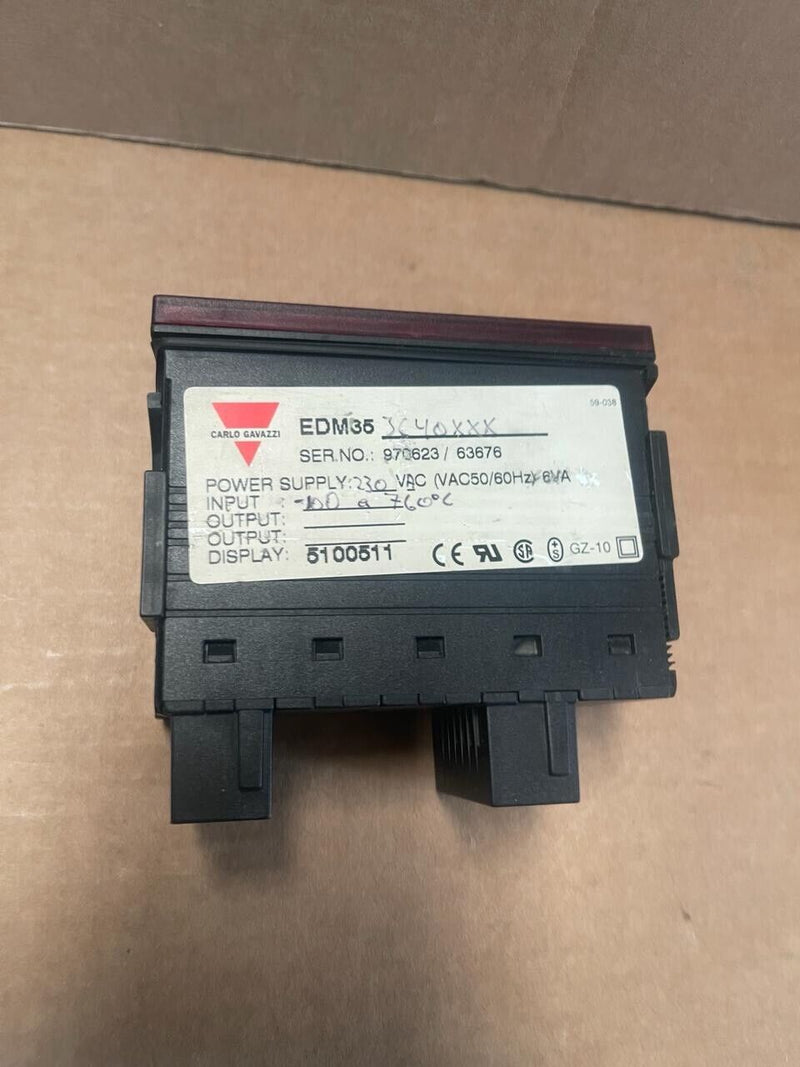 59-038
CARLO GAVAZZI
EDM35 3C40XXX
SER.NO.: 970623 / 63676
POWER SUPPLY: 230 VAC (VAC50/60Hz) 6VA
INPUT : -100 a 760°C
OUTPUT:
OUTPUT:
DISPLAY: 5100511 CE GZ-10